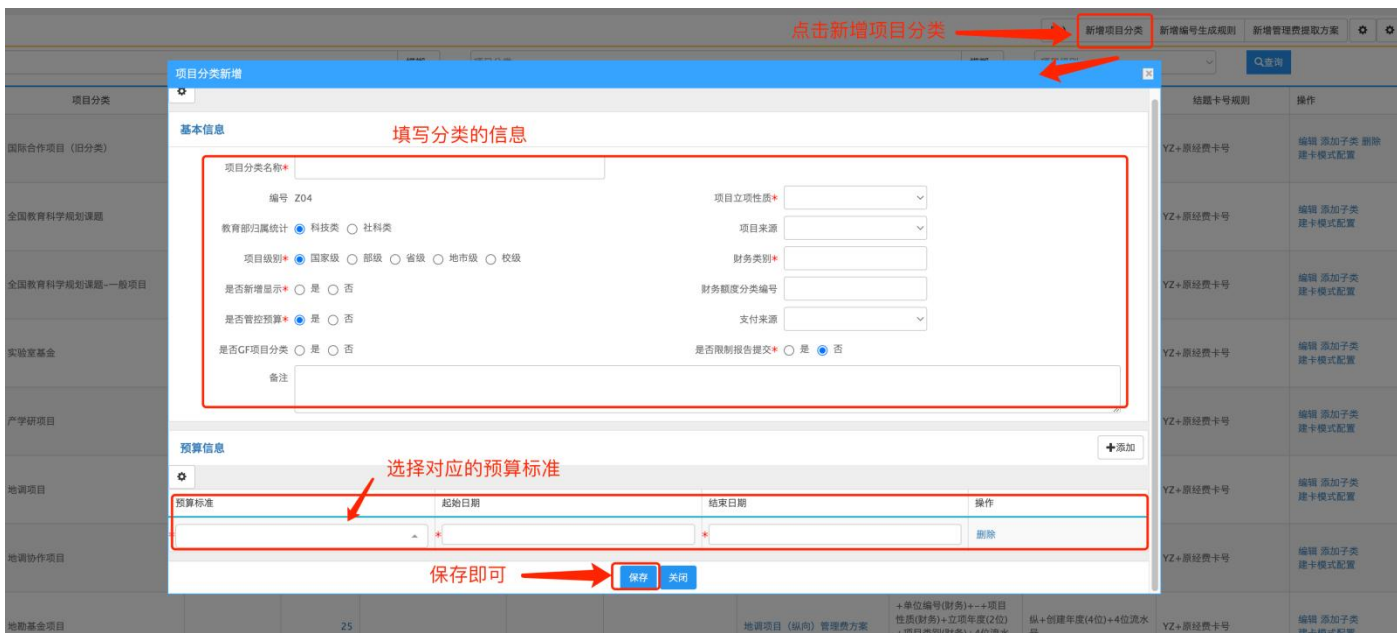 点击新增项目分类
新增项目分类 新增编号生成规则 新增管理费提取方案
查询
项目分类 结题卡号规则 操作
项目分类新增
基本信息
填写分类的信息
项目分类名称*
编号 Z04 项目立项性质*
教育部归属统计 科技类 社科类 项目来源
项目级别* 国家级 部级 省级 地市级 校级 财务类别*
是否新增显示* 是 否 财务额度分类编号
是否管控预算* 是 否 支付来源
是否GF项目分类 是 否 是否限制报告提交* 是 否
备注
预算信息 +添加
选择对应的预算标准
预算标准 起始日期 结束日期 操作
* * * 删除
保存即可
保存 关闭
国际合作项目（旧分类） YZ+原经费卡号 编辑 添加子类 删除
建卡模式配置
全国教育科学规划课题 YZ+原经费卡号 编辑 添加子类
建卡模式配置
全国教育科学规划课题-一般项目 YZ+原经费卡号 编辑 添加子类
建卡模式配置
实验室基金 YZ+原经费卡号 编辑 添加子类
建卡模式配置
产学研项目 YZ+原经费卡号 编辑 添加子类
建卡模式配置
地调项目 YZ+原经费卡号 编辑 添加子类
建卡模式配置
地调协作项目 YZ+原经费卡号 编辑 添加子类
建卡模式配置
地勘基金项目 25 地调项目（纵向）管理费方案
+单位编号(财务)+-+项目
性质(财务)+立项年度(2位)
纵+创建年度(4位)+4位流水
号
YZ+原经费卡号 编辑 添加子类